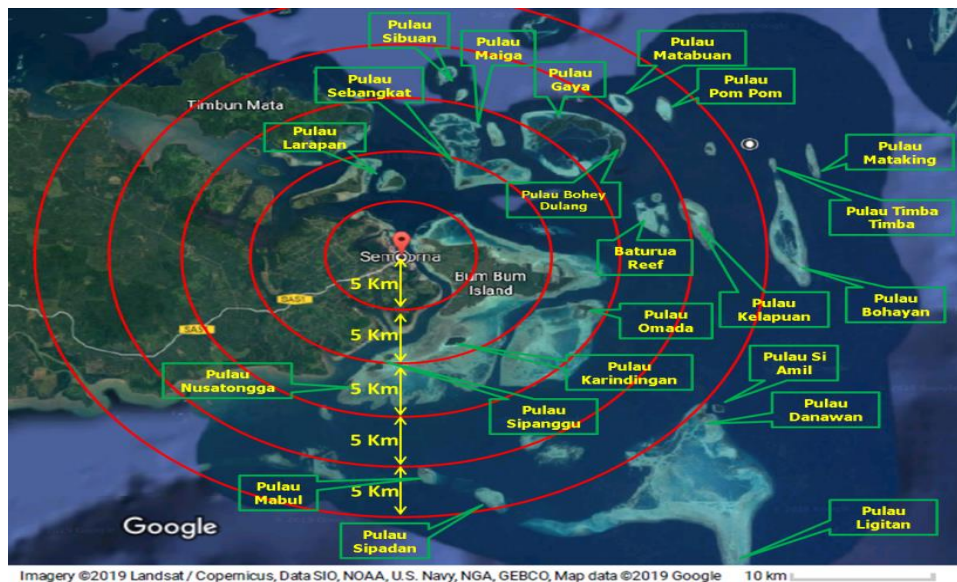 Pulau
Sibuan
Pulau
Maiga
Pulau
Matabuan
Pulau
Sebangkat
Pulau
Gaya
Pulau
Pom Pom
Timbun Mata
Pulau
Larapan
Pulau
Mataking
Pulau Bohey
Dulang
Pulau Timba
Timba
Baturua
Reef
Semporna
Bum Bum
Island
5 Km
SA51
Pulau
Kelapuan
Pulau
Bohayan
Pulau
Omada
5 Km
SA51
Pulau
Karindingan
Pulau Si
Amil
Pulau
Nusatongga
5 Km
Pulau
Sipanggu
Pulau
Danawan
5 Km
Pulau
Mabul
5 Km
Google
Pulau
Sipadan
Pulau
Ligitan
Imagery ©2019 Landsat / Copernicus, Data SIO, NOAA, U.S. Navy, NGA, GEBCO, Map data ©2019 Google 10 km